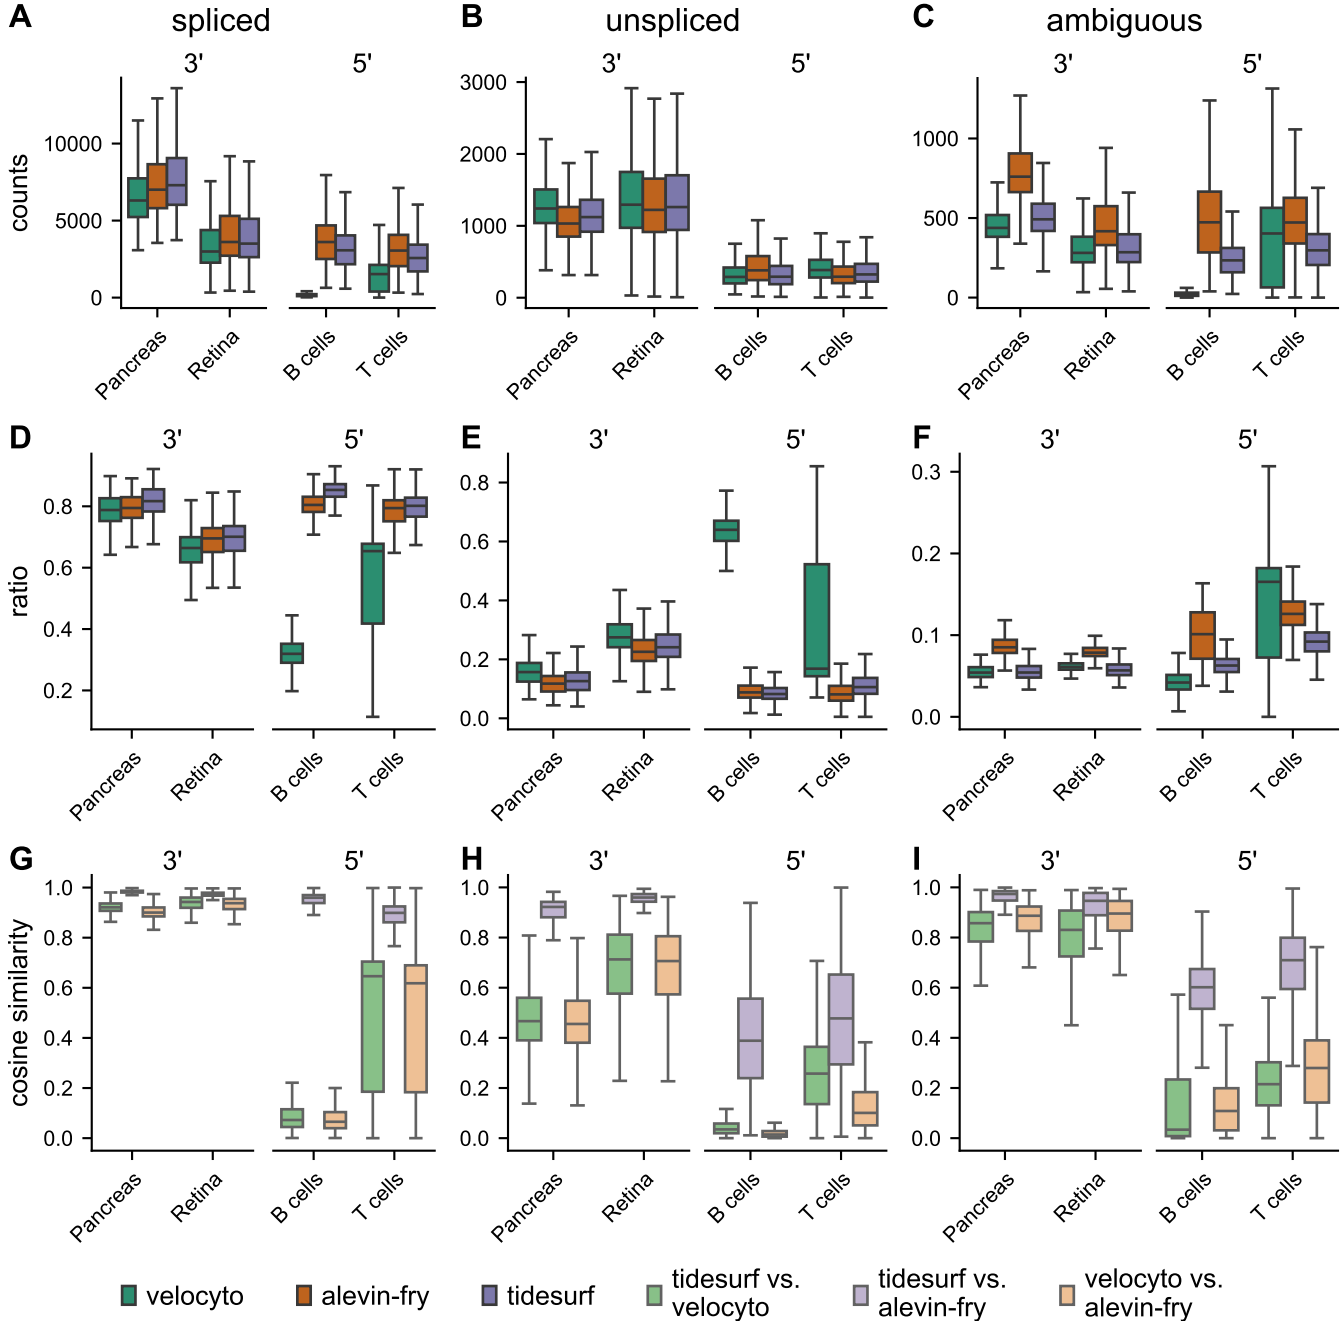 A spliced B unspliced C ambiguous
3' 5' 3' 5' 3' 5'
counts
10000
5000
0
3000
2000
1000
0
1000
500
0
Pancreas Retina B cells T cells Pancreas Retina B cells T cells Pancreas Retina B cells T cells
D 3' 5' E 3' 5' F 3' 5'
ratio
0.8
0.6
0.4
0.2
0.8
0.6
0.4
0.2
0.0
0.3
0.2
0.1
0.0
Pancreas Retina B cells T cells Pancreas Retina B cells T cells Pancreas Retina B cells T cells
G 3' 5' H 3' 5' I 3' 5'
cosine similarity
1.0
0.8
0.6
0.4
0.2
0.0
1.0
0.8
0.6
0.4
0.2
0.0
1.0
0.8
0.6
0.4
0.2
0.0
Pancreas Retina B cells T cells Pancreas Retina B cells T cells Pancreas Retina B cells T cells
velocyto
alevin-fry
tidesurf
tidesurf vs.
velocyto
tidesurf vs.
alevin-fry
velocyto vs.
alevin-fry